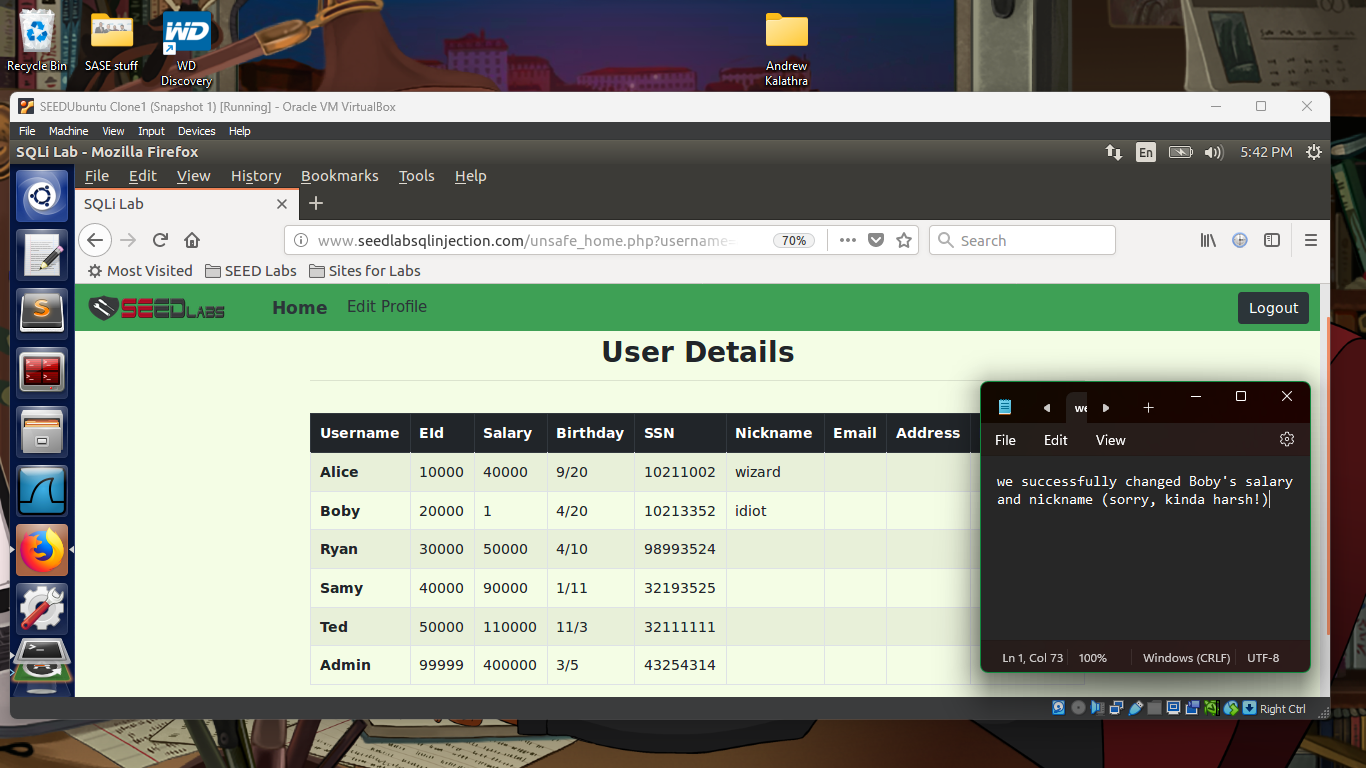 Recycle Bin
SASE stuff
WD
WD
Discovery
Andrew
Kalathra
SEEDUbuntu Clone1 (Snapshot 1) [Running] - Oracle VM VirtualBox
File Machine View Input Devices Help
SQLi Lab - Mozilla Firefox
En
5:42 PM
File Edit View History Bookmarks Tools Help
SQLi Lab
www.seedlabsqlinjection.com/unsafe_home.php?username=
70%
Search
Most Visited SEED Labs Sites for Labs
SEEDLABS
Home Edit Profile Logout
User Details
Username EId Salary Birthday SSN Nickname Email Address
Alice 10000 40000 9/20 10211002 wizard
Boby 20000 1 4/20 10213352 idiot
Ryan 30000 50000 4/10 98993524
Samy 40000 90000 1/11 32193525
Ted 50000 110000 11/3 32111111
Admin 99999 400000 3/5 43254314
we
File Edit View
we successfully changed Boby's salary
and nickname (sorry, kinda harsh!)
Ln 1, Col 73 100% Windows (CRLF) UTF-8
Right Ctrl